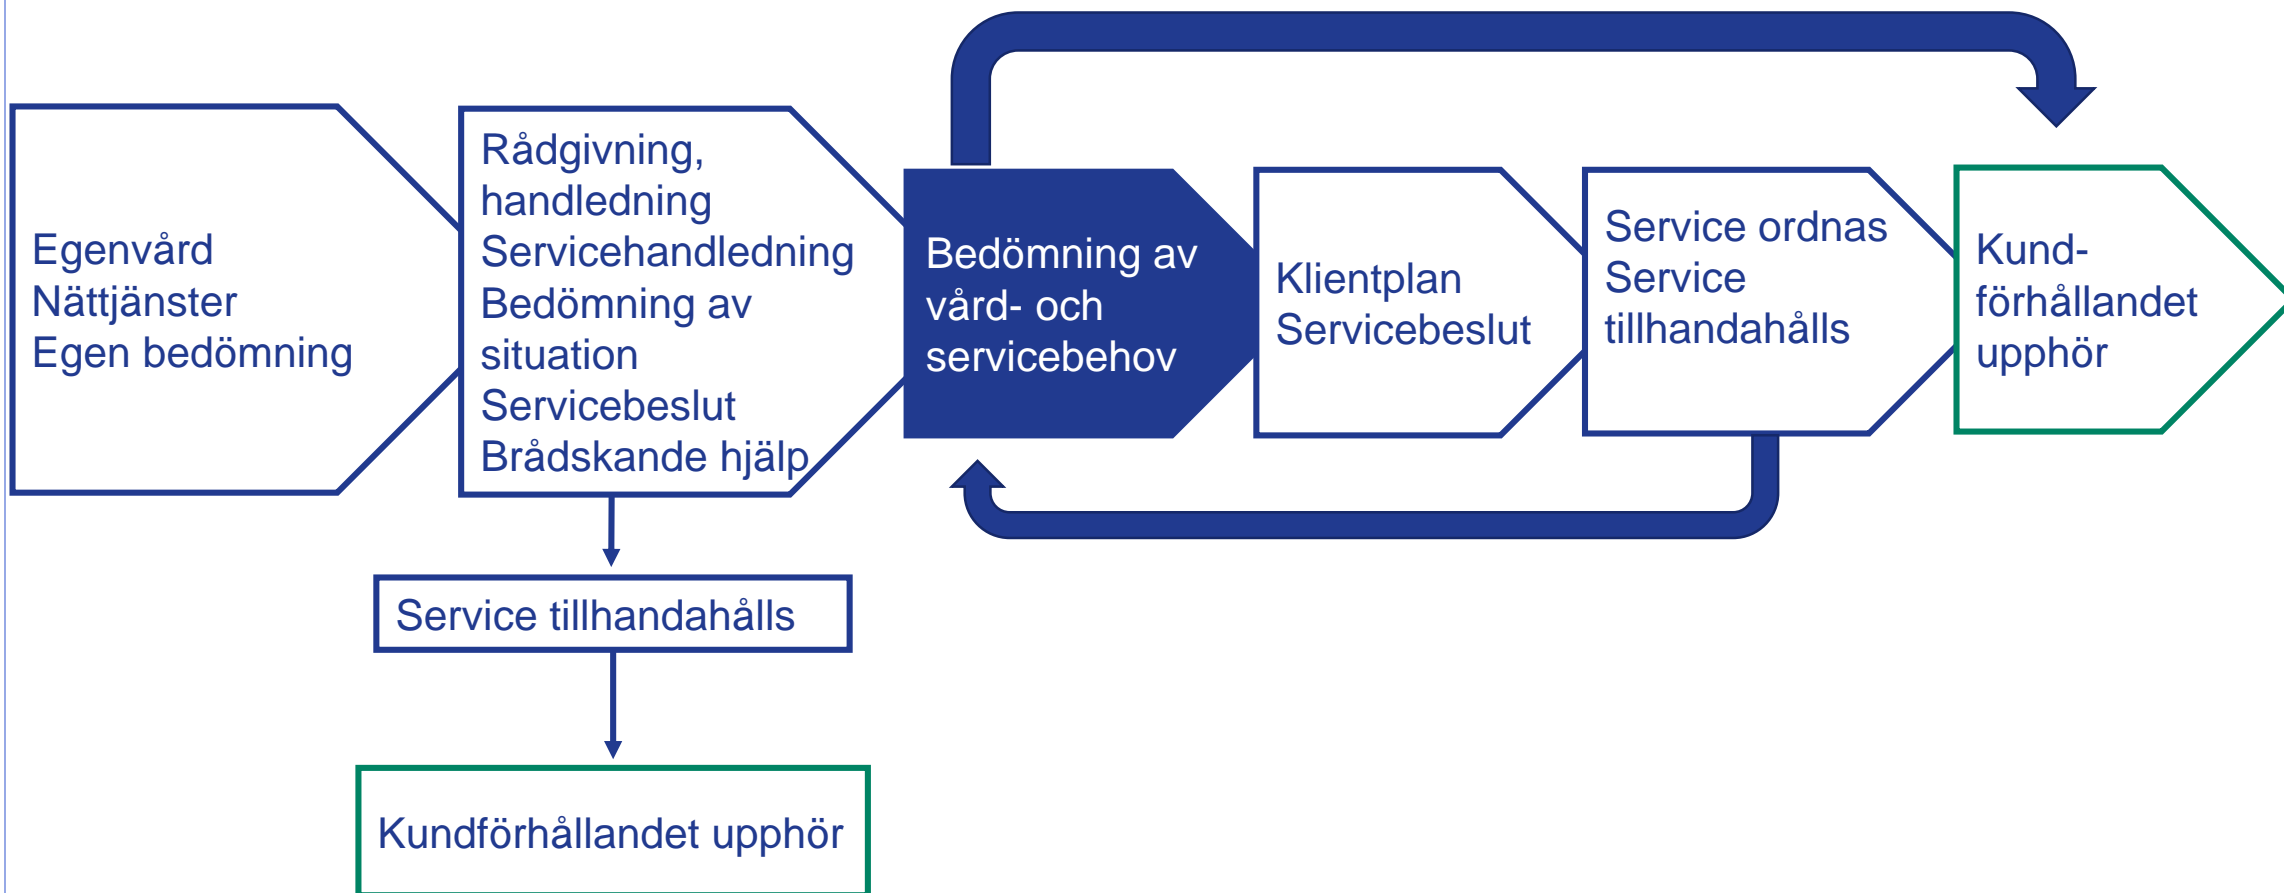 Egenvård
Nättjänster
Egen bedömning
Rådgivning,
handledning
Servicehandledning
Bedömning av
situation
Servicebeslut
Brådskande hjälp
Bedömning av
vård- och
servicebehov
Klientplan
Servicebeslut
Service ordnas
Service
tillhandahålls
Kund-
förhållandet
upphör
Service tillhandahålls
Kundförhållandet upphör